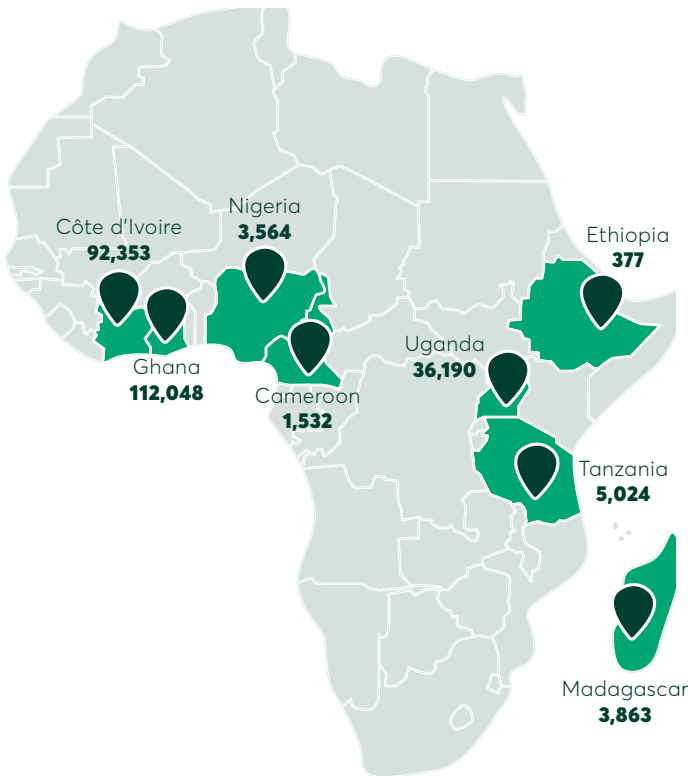 Nigeria
3,564
Côte d'Ivoire
92,353
Ethiopia
377
Ghana
112,048
Uganda
36,190
Cameroon
1,532
Tanzania
5,024
Madagascar
3,863